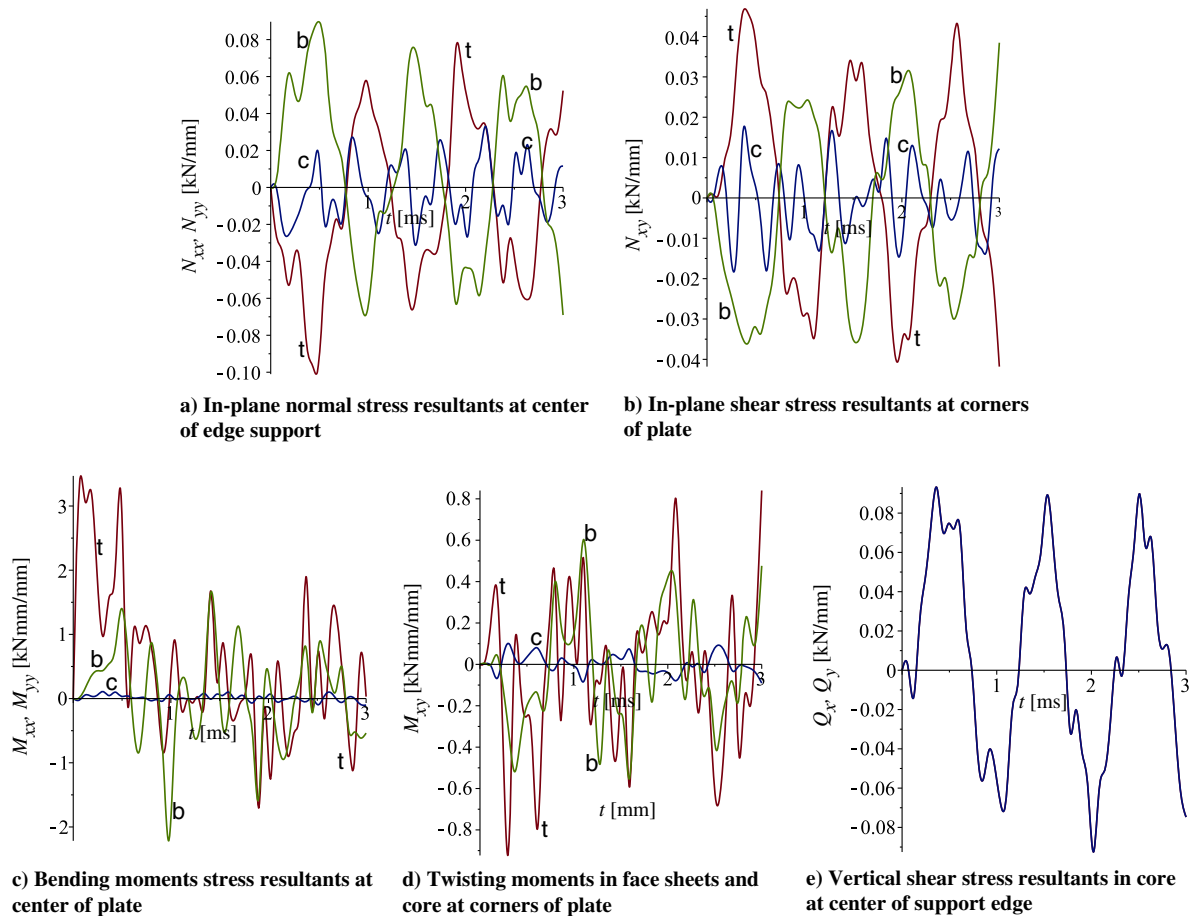 0.08
0.06
0.04
0.02
0
-0.02
-0.04
-0.06
-0.08
-0.10
N_xx, N_yy [kN/mm]
b
t
b
c
c
t
1
2
3
t [ms]
a) In-plane normal stress resultants at center
of edge support
0.04
0.03
0.02
0.01
0
-0.01
-0.02
-0.03
-0.04
N_xy [kN/mm]
t
b
c
c
b
t
1
2
3
t [ms]
b) In-plane shear stress resultants at corners
of plate
3
2
1
0
-1
-2
M_xx, M_yy [kNmm/mm]
t
b
c
b
t
1
2
3
t [ms]
c) Bending moments stress resultants at
center of plate
0.8
0.6
0.4
0.2
0
-0.2
-0.4
-0.6
-0.8
M_xy [kNmm/mm]
b
t
c
b
t
1
2
3
t [ms]
t [mm]
d) Twisting moments in face sheets and
core at corners of plate
0.08
0.06
0.04
0.02
0
-0.02
-0.04
-0.06
-0.08
Q_x, Q_y [kN/mm]
1
2
3
t [ms]
e) Vertical shear stress resultants in core
at center of support edge